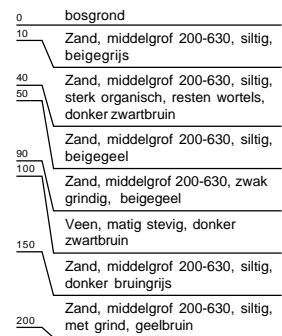 0 bosgrond
10 Zand, middelgrof 200-630, siltig,
beigegrijs
40 Zand, middelgrof 200-630, siltig,
50 sterk organisch, resten wortels,
donker zwartbruin
Zand, middelgrof 200-630, siltig,
beigegeel
90 Zand, middelgrof 200-630, zwak
100 grindig, beigegeel
Veen, matig stevig, donker
zwartbruin
150 Zand, middelgrof 200-630, siltig,
donker bruingrijs
Zand, middelgrof 200-630, siltig,
200 met grind, geelbruin